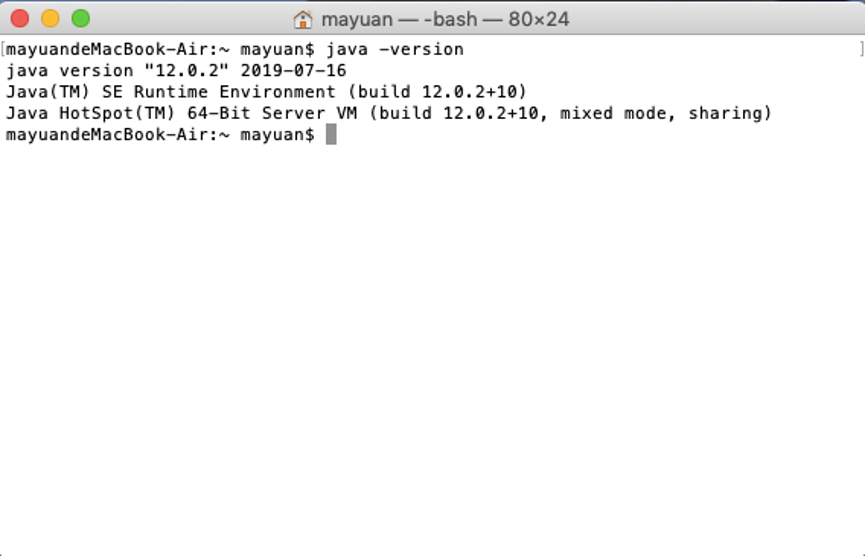 mayuan — -bash — 80×24
[mayuandeMacBook-Air:~ mayuan$ java -version ]
java version "12.0.2" 2019-07-16
Java(TM) SE Runtime Environment (build 12.0.2+10)
Java HotSpot(TM) 64-Bit Server VM (build 12.0.2+10, mixed mode, sharing)
mayuandeMacBook-Air:~ mayuan$